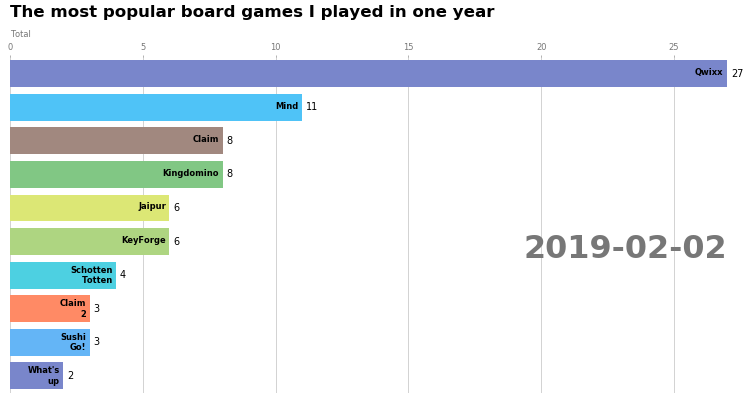 The most popular board games I played in one year
Total
0 5 10 15 20 25
Qwixx 27
Mind 11
Claim 8
Kingdomino 8
Jaipur 6
KeyForge 6
2019-02-02
Schotten
Totten 4
Claim
2 3
Sushi
Go! 3
What's
up 2